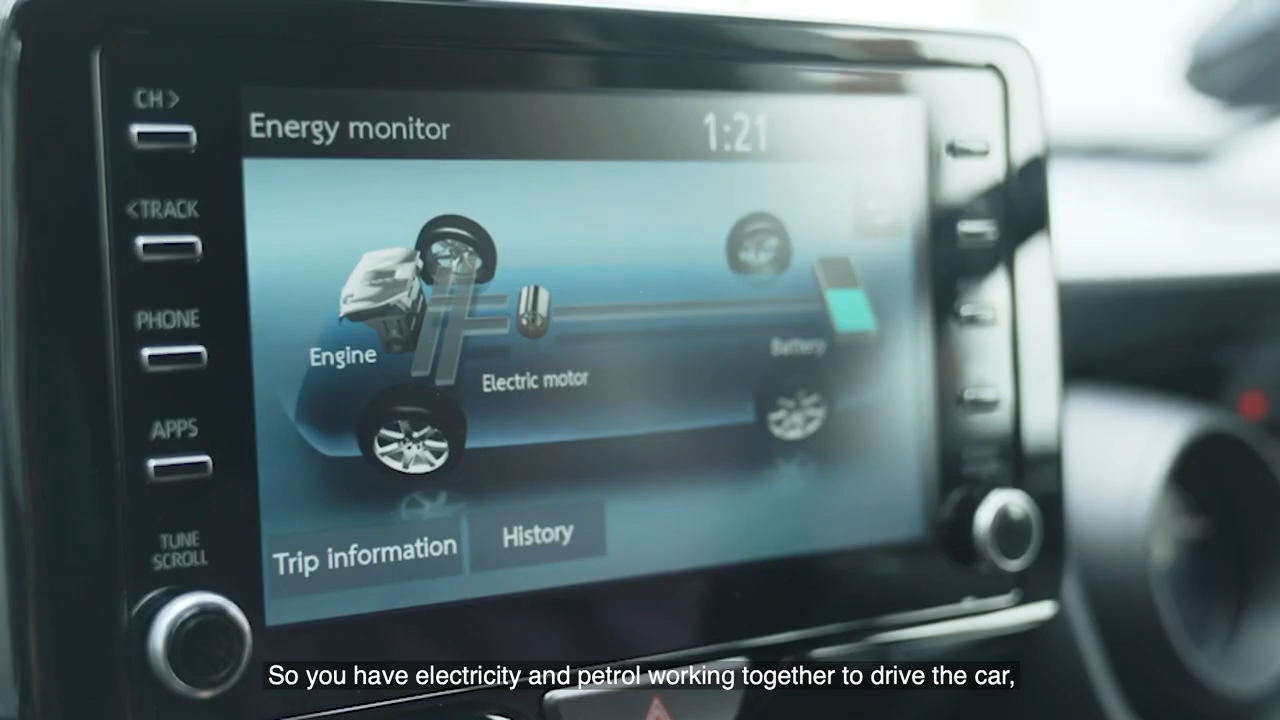 CH >
<TRACK
PHONE
APPS
TUNE
SCROLL
Energy monitor
1:21
Engine
Electric motor
Battery
Trip information
History
So you have electricity and petrol working together to drive the car,